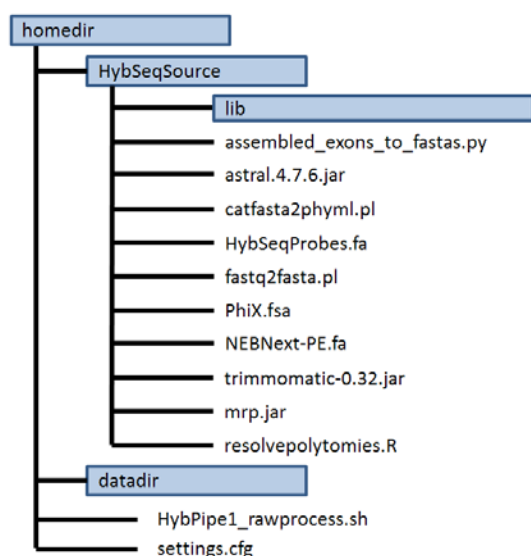 homedir
HybSeqSource
lib
assembled_exons_to_fastas.py
astral.4.7.6.jar
catfasta2phyml.pl
HybSeqProbes.fa
fastq2fasta.pl
PhiX.fsa
NEBNext-PE.fa
trimmomatic-0.32.jar
mrp.jar
resolvepolytomies.R
datadir
HybPipe1_rawprocess.sh
settings.cfg